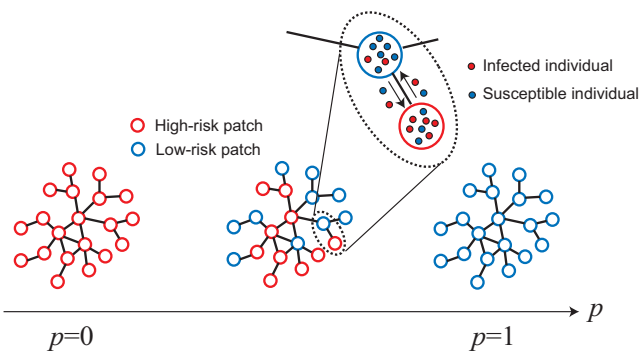 Infected individual
Susceptible individual
High-risk patch
Low-risk patch
p
p=0
p=1